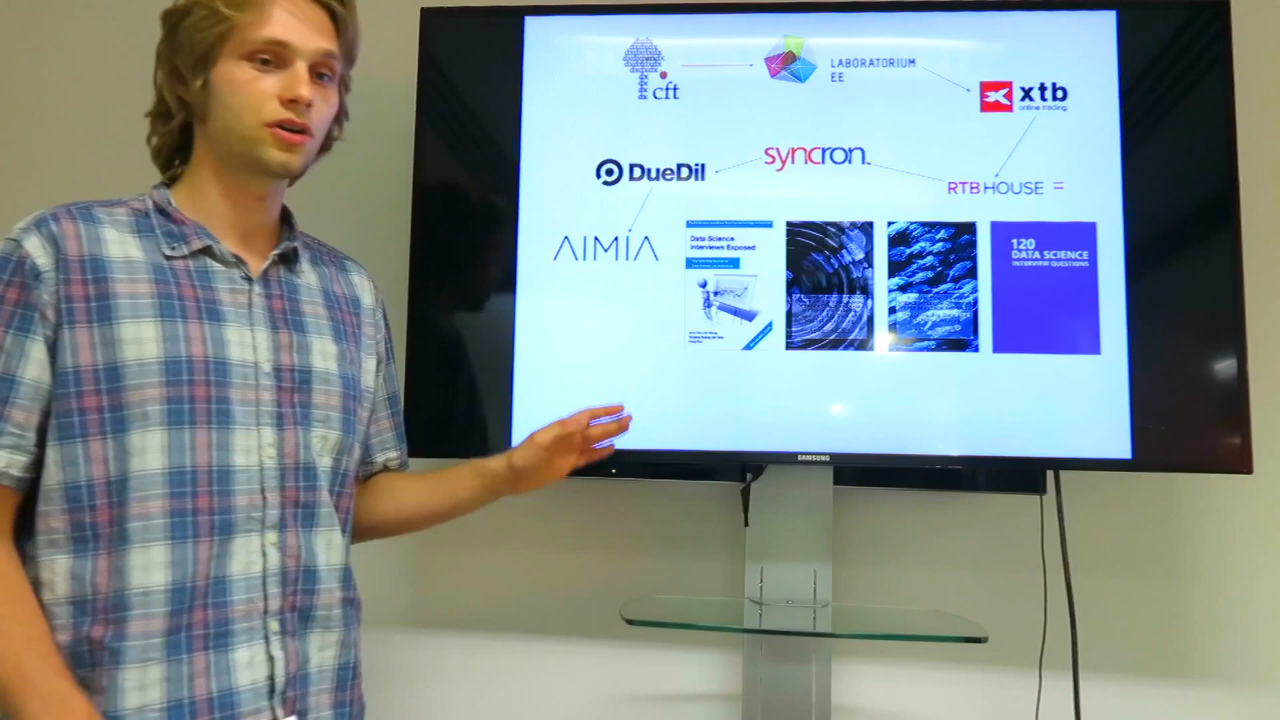 cft
LABORATORIUM
EE
xtb
online trading
syncron
DueDil
RTB HOUSE =
AIMIA
Data Science
Interviews Exposed
120
DATA SCIENCE
INTERVIEW QUESTIONS
SAMSUNG